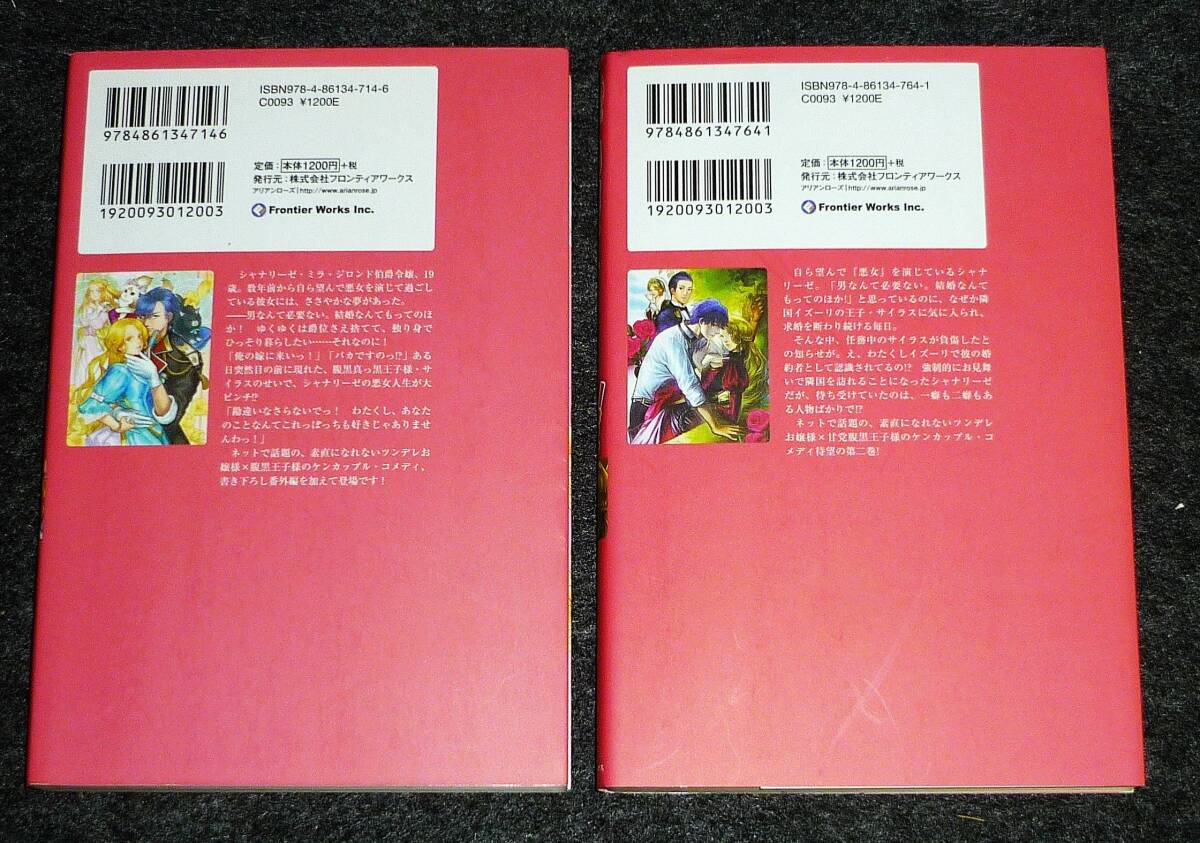 ISBN978-4-86134-714-6
C0093 ¥1200E
9784861347146
定価：本体1200円+税
発行元：株式会社フロンティアワークス
アリアンローズ|http://www.arianrose.jp
1920093012003
Frontier Works Inc.
シャナリーゼ・ミラ・ジロンド伯爵令嬢、19
歳。数年前から自ら望んで悪女を演じて過ごし
ている彼女には、ささやかな夢があった。
――男なんて必要ない。結婚なんてもってのほ
か！　ゆくゆくは爵位さえ捨てて、独り身で
ひっそり暮らしたい……それなのに！
「俺の嫁に来いっ！」「バカですのっ!?」ある
日突然目の前に現れた、腹黒真っ黒王子様・サ
イラスのせいで、シャナリーゼの悪女人生が大
ピンチ!?
「勘違いなさらないでっ！　わたくし、あなた
のことなんてこれっぽっちも好きじゃありませ
んわっ！」
ネットで話題の、素直になれないツンデレお
嬢様×腹黒王子様のケンカップル・コメディ、
書き下ろし番外編を加えて登場です！
ISBN978-4-86134-764-1
C0093 ¥1200E
9784861347641
定価：本体1200円+税
発行元：株式会社フロンティアワークス
アリアンローズ|http://www.arianrose.jp
1920093012003
Frontier Works Inc.
自ら望んで『悪女』を演じているシャナ
リーゼ。「男なんて必要ない。結婚なんて
もってのほか!」と思っているのに、なぜか隣
国イズーリの王子・サイラスに気に入られ、
求婚を断わり続ける毎日。
そんな中、任務中のサイラスが負傷したと
の知らせが。え、わたくしイズーリで彼の婚
約者として認識されてるの!?　強制的にお見舞
いで隣国を訪れることになったシャナリーゼ
だが、待ち受けていたのは、一癖も二癖もあ
る人物ばかりで!?
ネットで話題の、素直になれないツンデレ
お嬢様×甘党腹黒王子様のケンカップル・コ
メディ待望の第二巻!